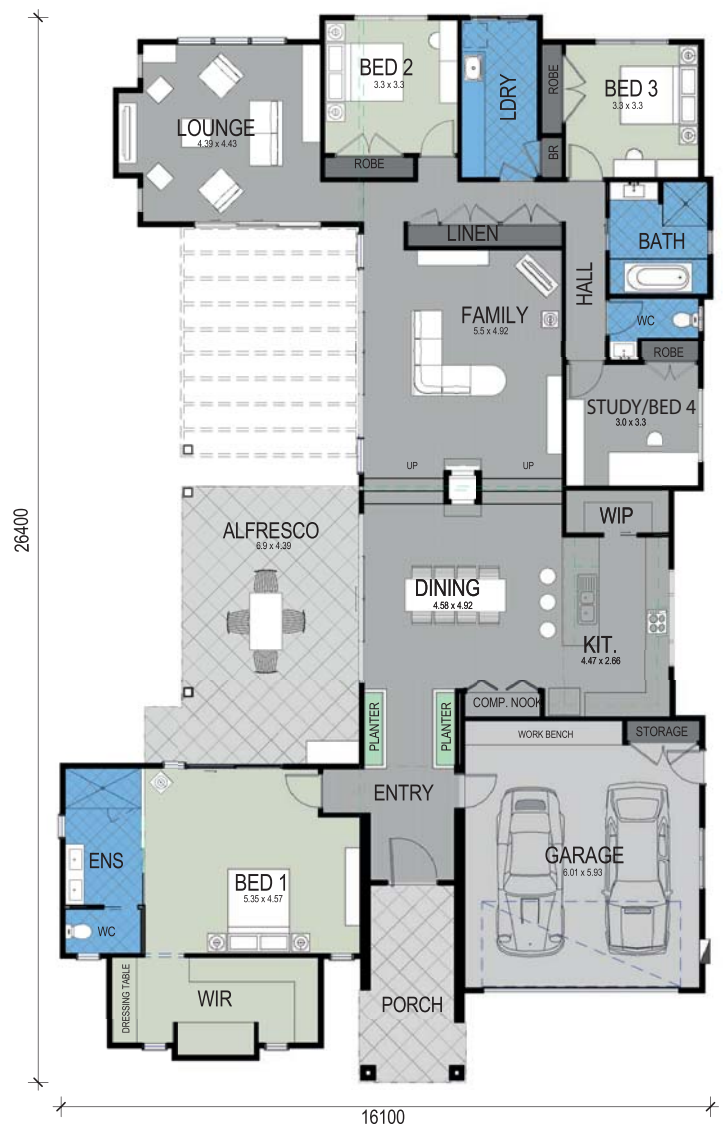 BED 2
3.3 x 3.3
LDRY
ROBE
BED 3
3.3 x 3.3
LOUNGE
4.39 x 4.43
ROBE
BR
LINEN
BATH
HALL
FAMILY
5.5 x 4.92
WC
ROBE
STUDY/BED 4
3.0 x 3.3
UP
UP
WIP
ALFRESCO
6.9 x 4.39
26400
DINING
4.58 x 4.92
KIT.
4.47 x 2.66
COMP. NOOK
PLANTER
PLANTER
WORK BENCH
STORAGE
ENTRY
ENS
GARAGE
6.01 x 5.93
BED 1
5.35 x 4.57
WC
DRESSING TABLE
WIR
PORCH
16100